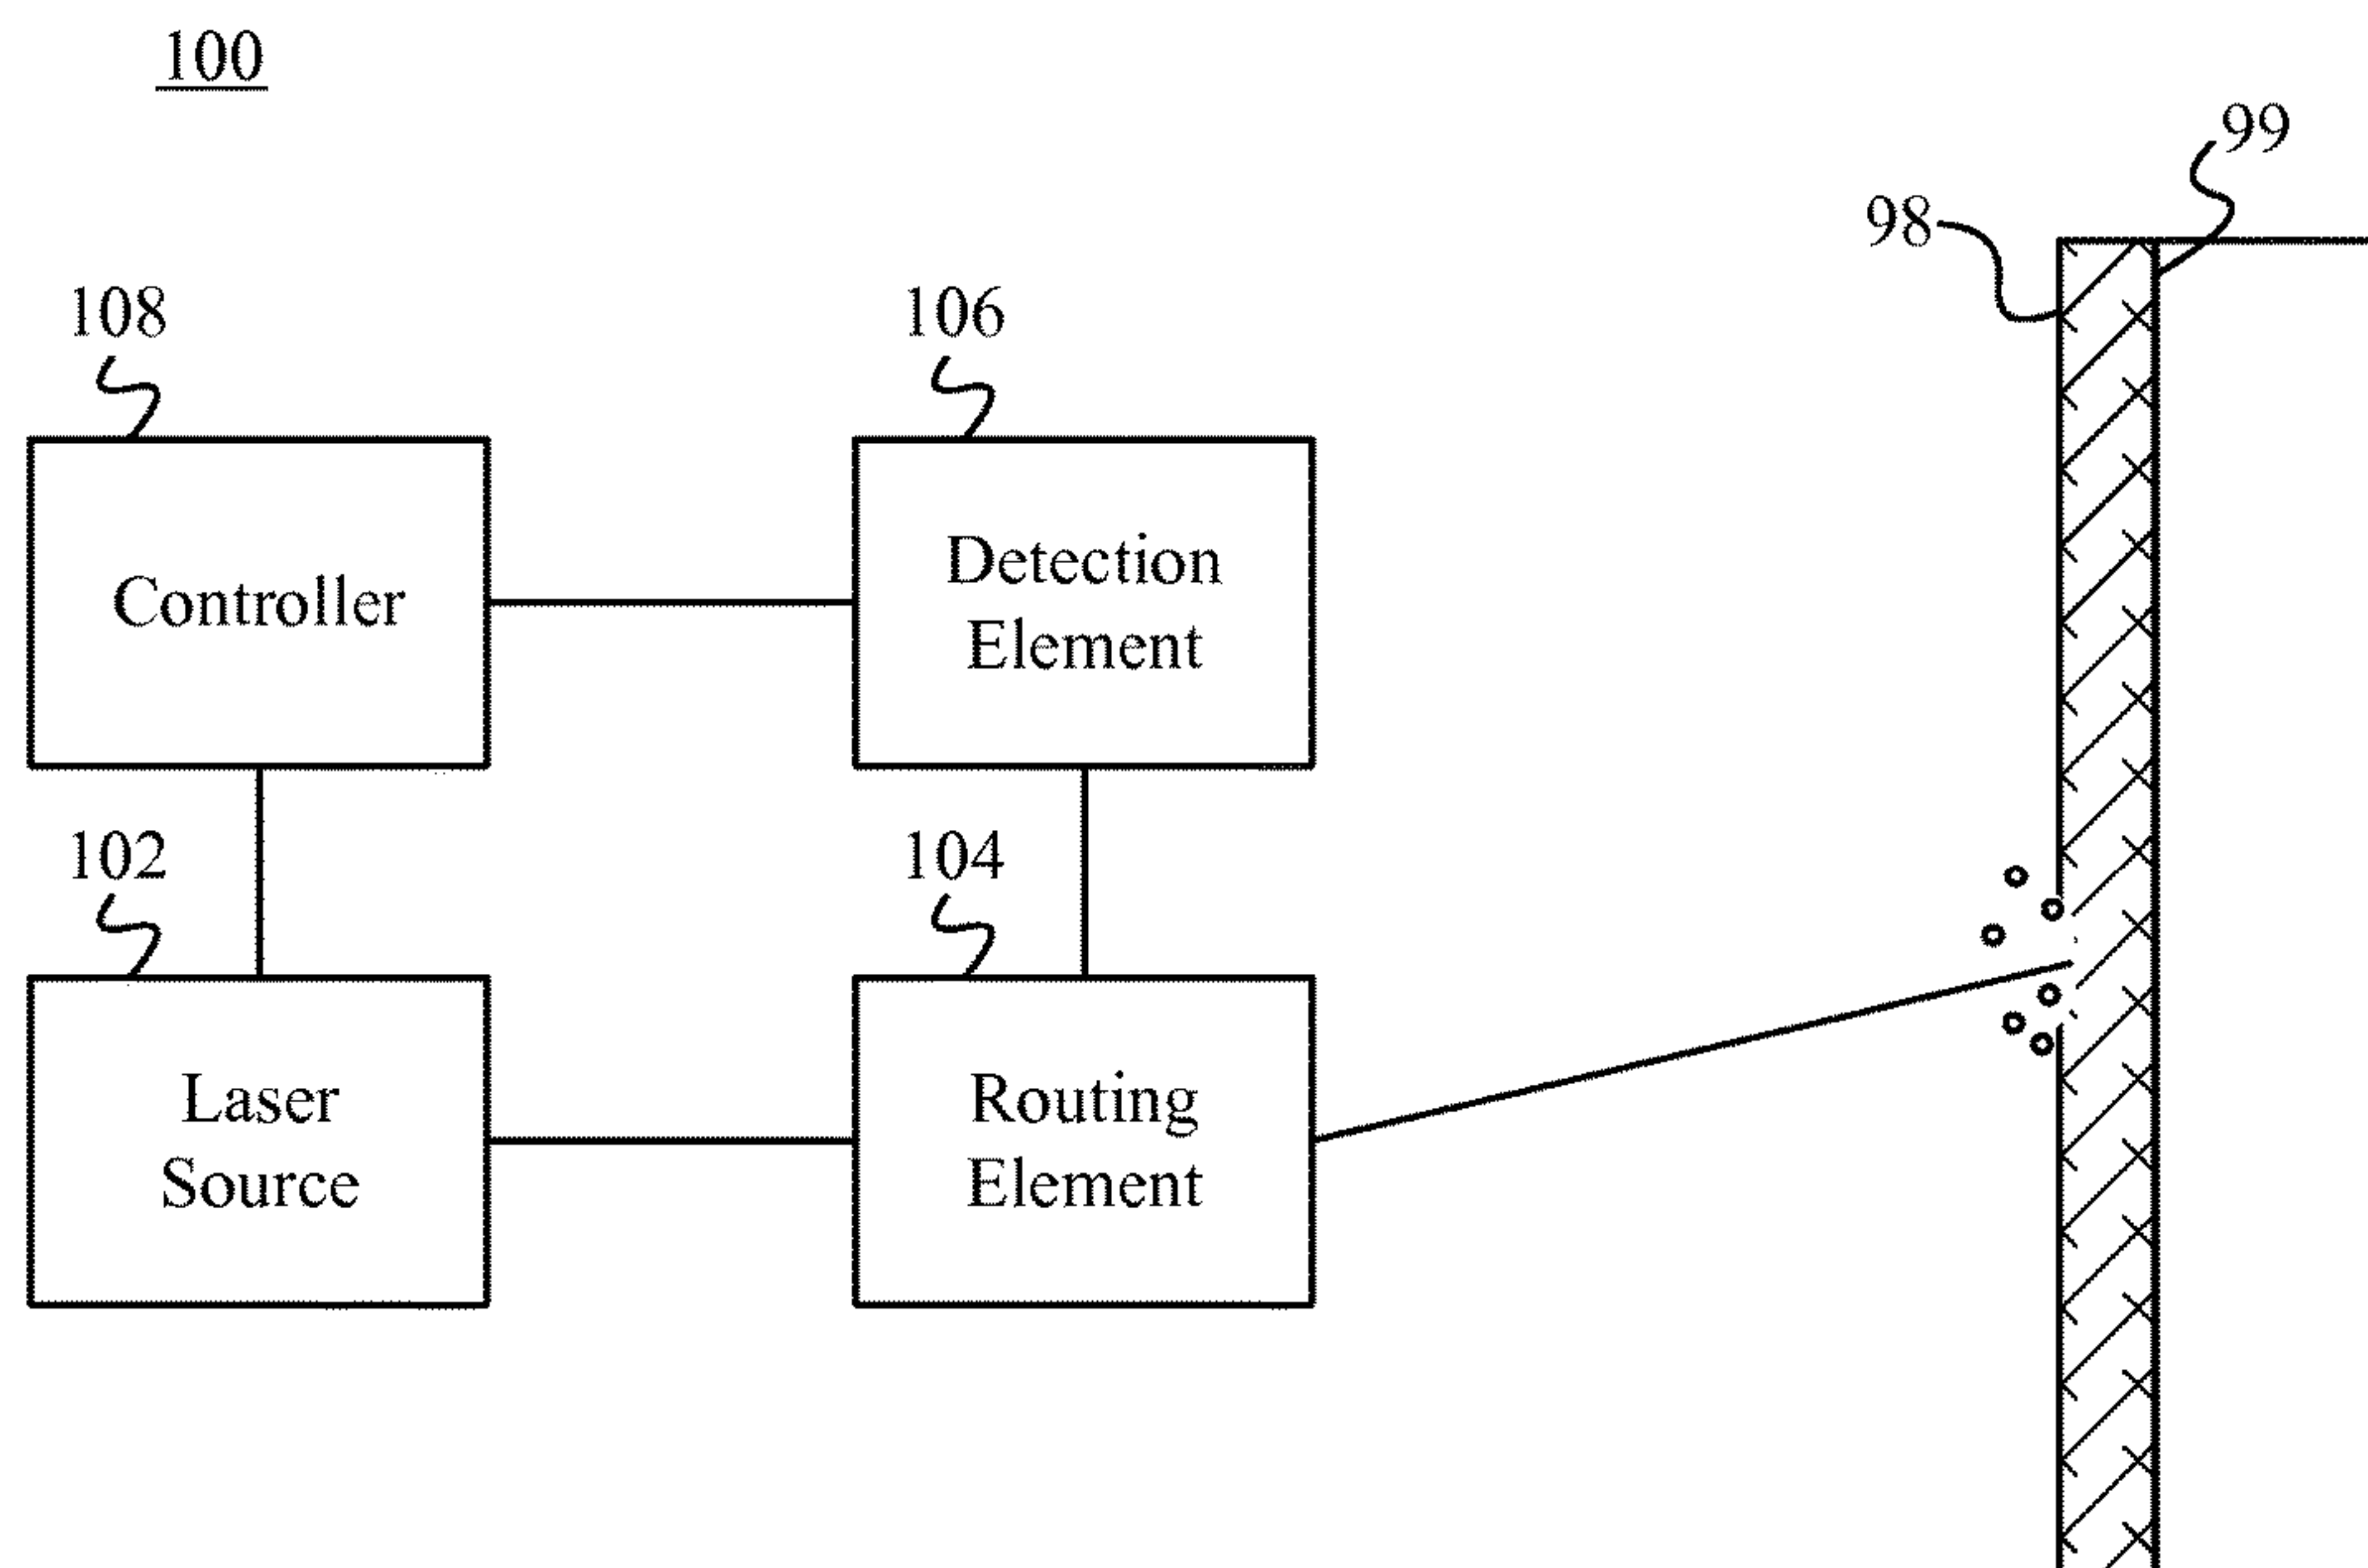 100
99
98
108
106
Controller
Detection
Element
102
104
Laser
Source
Routing
Element